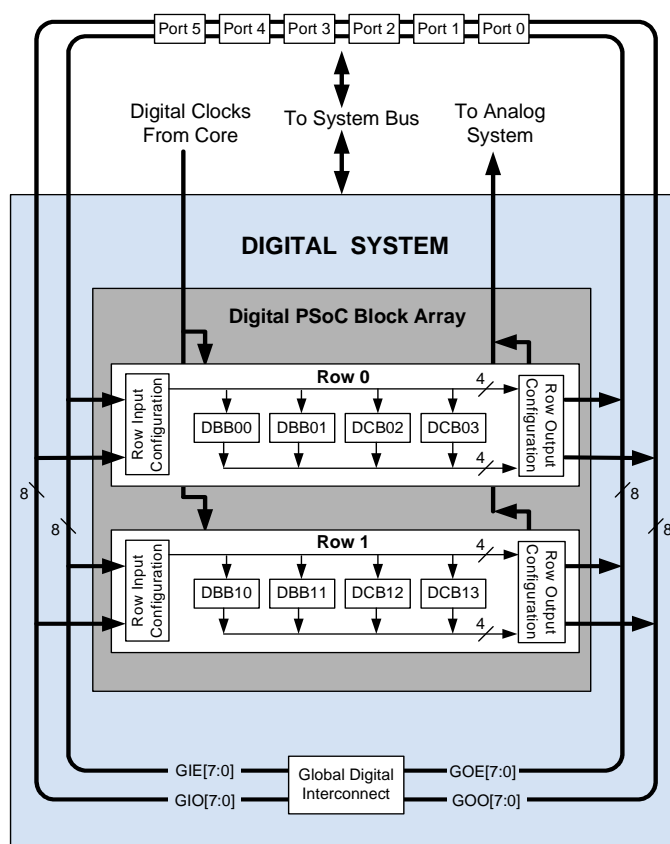 Port 5 Port 4 Port 3 Port 2 Port 1 Port 0
Digital Clocks
From Core
To System Bus
To Analog
System
DIGITAL SYSTEM
Digital PSoC Block Array
Row 0
Row Input
Configuration
4
DBB00 DBB01 DCB02 DCB03
4
Row Output
Configuration
8
8
8
8
Row 1
Row Input
Configuration
4
DBB10 DBB11 DCB12 DCB13
4
Row Output
Configuration
GIE[7:0]
GIO[7:0]
Global Digital
Interconnect
GOE[7:0]
GOO[7:0]